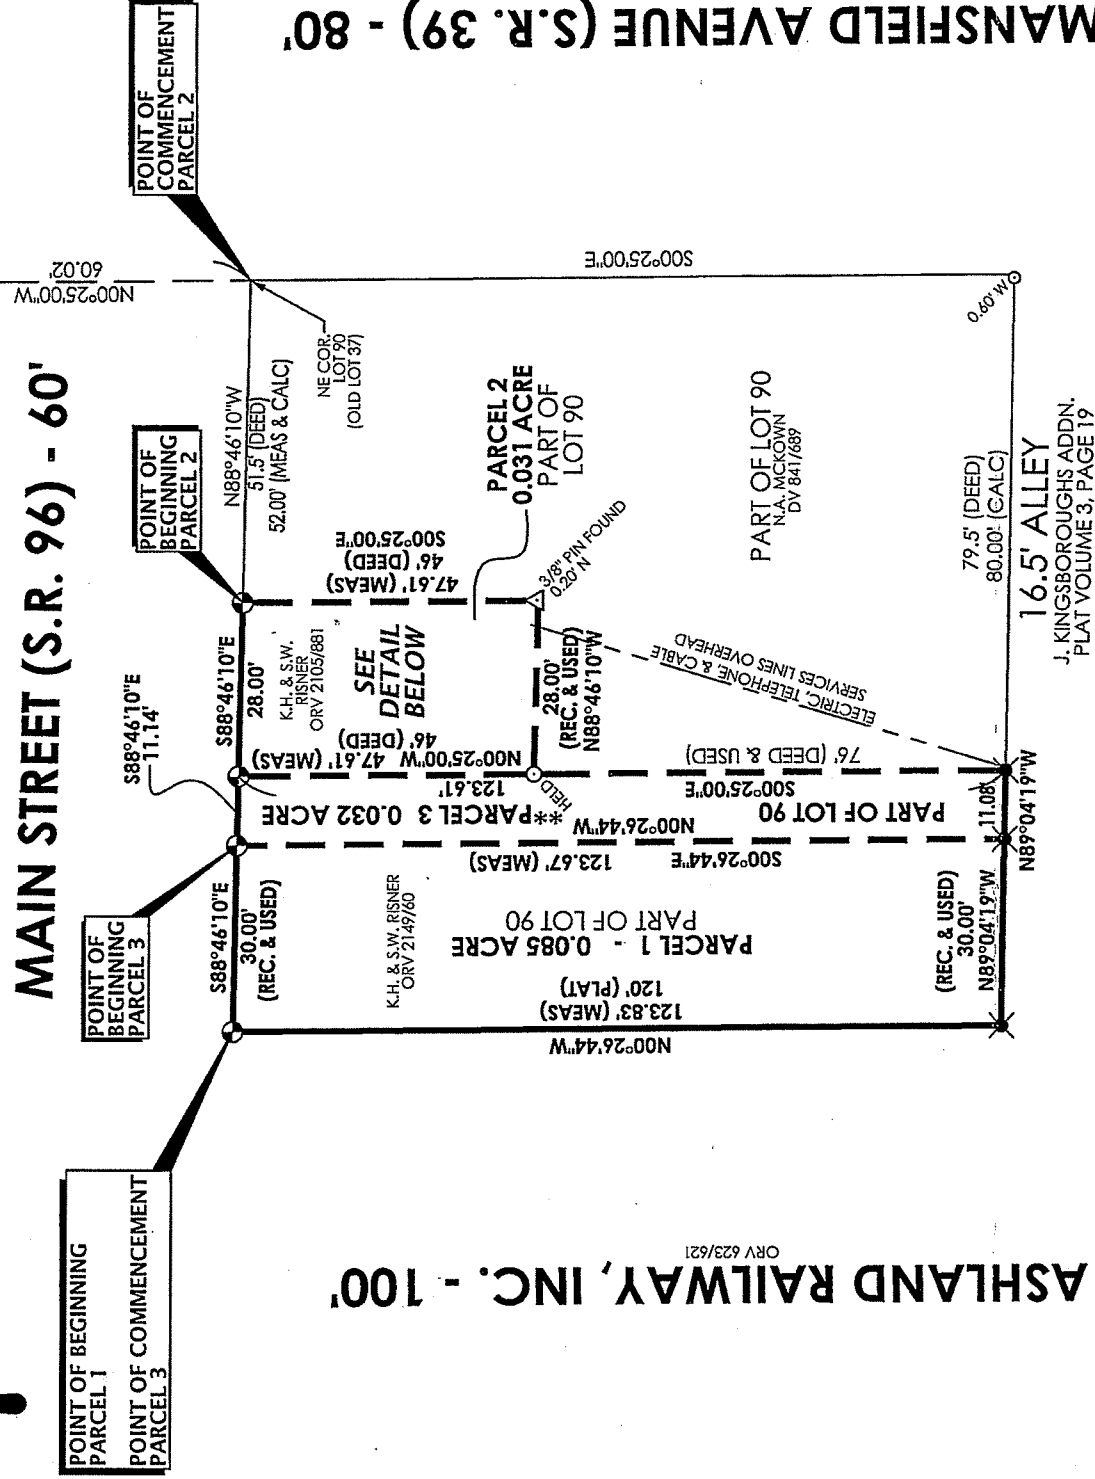 MANSFIELD AVENUE (S.R. 39) - 80'
MAIN STREET (S.R. 96) - 60'
ASHLAND RAILWAY, INC. - 100'
ORV 623/621
POINT OF BEGINNING
PARCEL 1
POINT OF COMMENCEMENT
PARCEL 3
POINT OF
BEGINNING
PARCEL 3
POINT OF
BEGINNING
PARCEL 2
POINT OF
COMMENCEMENT
PARCEL 2
N00°25'00"W
60.02'
S88°46'10"E
30.00'
(REC. & USED)
S88°46'10"E
11.14'
S88°46'10"E
28.00'
N88°46'10"W
51.5' (DEED)
52.00' (MEAS & CALC)
NE COR.
LOT 90
(OLD LOT 37)
S00°25'00"E
0.60' W
K.H. & S.W.
RISNER
ORV 2105/881
SEE
DETAIL
BELOW
47.61' (MEAS)
46' (DEED)
S00°25'00"E
PARCEL 2
0.031 ACRE
PART OF
LOT 90
3/8" PIN FOUND
0.20' N
28.00'
(REC. & USED)
N88°46'10"W
46' (DEED)
N00°25'00"W 47.61' (MEAS)
123.61'
HELD
**PARCEL 3 0.032 ACRE
PART OF LOT 90
N00°26'44"W
S00°25'00"E
76' (DEED & USED)
ELECTRIC, TELEPHONE, & CABLE
SERVICES LINES OVERHEAD
PART OF LOT 90
N.A. MCKOWN
DV 841/689
S00°26'44"E
123.67' (MEAS)
K.H. & S.W. RISNER
ORV 2149/60
PARCEL 1 - 0.085 ACRE
PART OF LOT 90
120' (PLAT)
123.83' (MEAS)
N00°26'44"W
(REC. & USED)
30.00'
N89°04'19"W
11.08'
N89°04'19"W
79.5' (DEED)
80.00' (CALC)
16.5' ALLEY
J. KINGSBOROUGHS ADDN.
PLAT VOLUME 3, PAGE 19